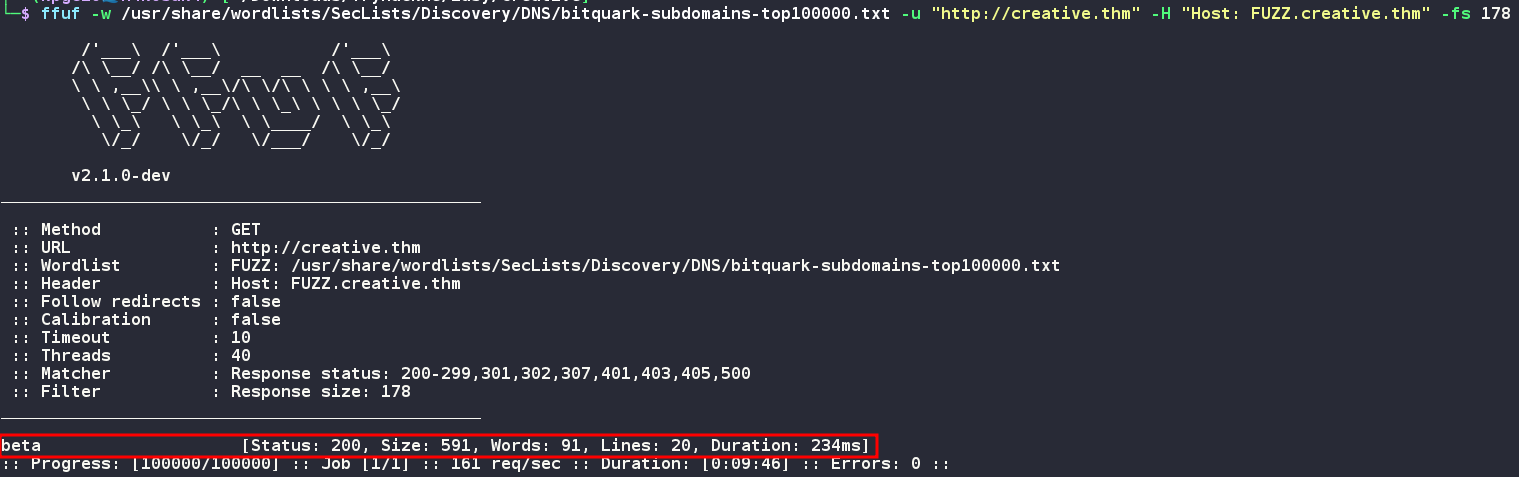 └─$ ffuf -w /usr/share/wordlists/SecLists/Discovery/DNS/bitquark-subdomains-top100000.txt -u "http://creative.thm" -H "Host: FUZZ.creative.thm" -fs 178
        /'___\  /'___\           /'___\
       /\ \__/ /\ \__/  __  __  /\ \__/
       \ \ ,__\\ \ ,__\/\ \/\ \ \ \ ,__\
        \ \ \_/ \ \ \_/\ \ \_\ \ \ \ \_/
         \ \_\   \ \_\  \ \____/  \ \_\
          \/_/    \/_/   \/___/    \/_/
       v2.1.0-dev
________________________________________________
 :: Method           : GET
 :: URL              : http://creative.thm
 :: Wordlist         : FUZZ: /usr/share/wordlists/SecLists/Discovery/DNS/bitquark-subdomains-top100000.txt
 :: Header           : Host: FUZZ.creative.thm
 :: Follow redirects : false
 :: Calibration      : false
 :: Timeout          : 10
 :: Threads          : 40
 :: Matcher          : Response status: 200-299,301,302,307,401,403,405,500
 :: Filter           : Response size: 178
________________________________________________
beta                    [Status: 200, Size: 591, Words: 91, Lines: 20, Duration: 234ms]
:: Progress: [100000/100000] :: Job [1/1] :: 161 req/sec :: Duration: [0:09:46] :: Errors: 0 ::